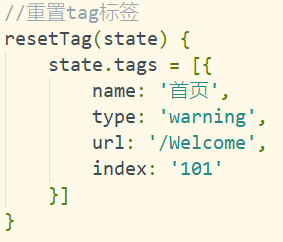 //重置tag标签
resetTag(state) {
    state.tags = [{
        name: '首页',
        type: 'warning',
        url: '/Welcome',
        index: '101'
    }]
}